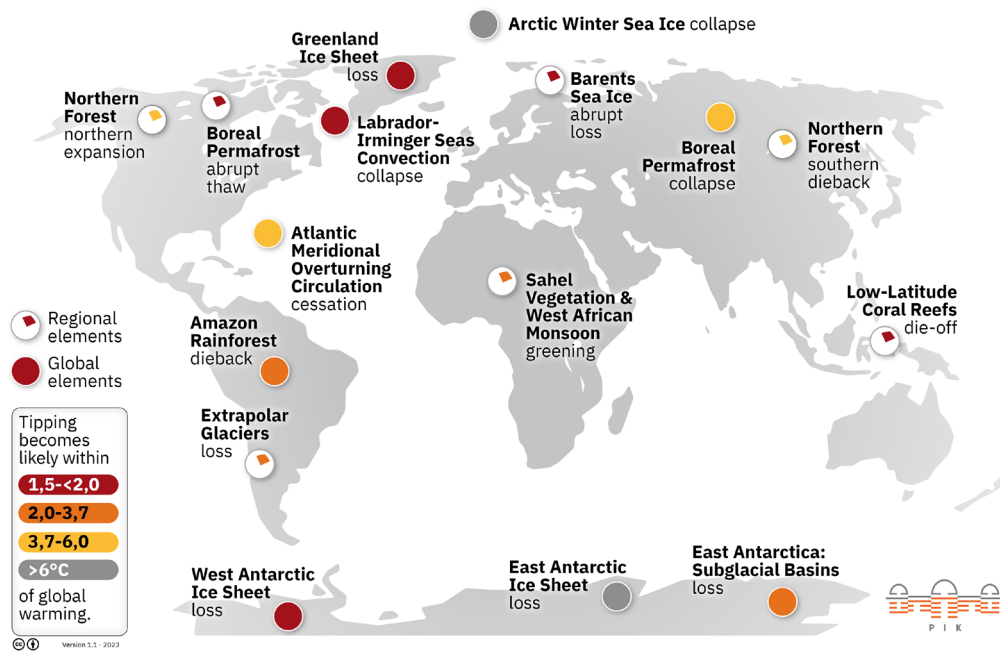 Arctic Winter Sea Ice collapse
Greenland
Ice Sheet
loss
Barents
Sea Ice
abrupt
loss
Northern
Forest
northern
expansion
Boreal
Permafrost
abrupt
thaw
Labrador-
Irminger Seas
Convection
collapse
Boreal
Permafrost
collapse
Northern
Forest
southern
dieback
Atlantic
Meridional
Overturning
Circulation
cessation
Sahel
Vegetation &
West African
Monsoon
greening
Low-Latitude
Coral Reefs
die-off
Regional
elements
Global
elements
Amazon
Rainforest
dieback
Extrapolar
Glaciers
loss
Tipping
becomes
likely within
1,5-<2,0
2,0-3,7
3,7-6,0
>6°C
of global
warming.
West Antarctic
Ice Sheet
loss
East Antarctic
Ice Sheet
loss
East Antarctica:
Subglacial Basins
loss
P I K
cc
Version 1.1 - 2023